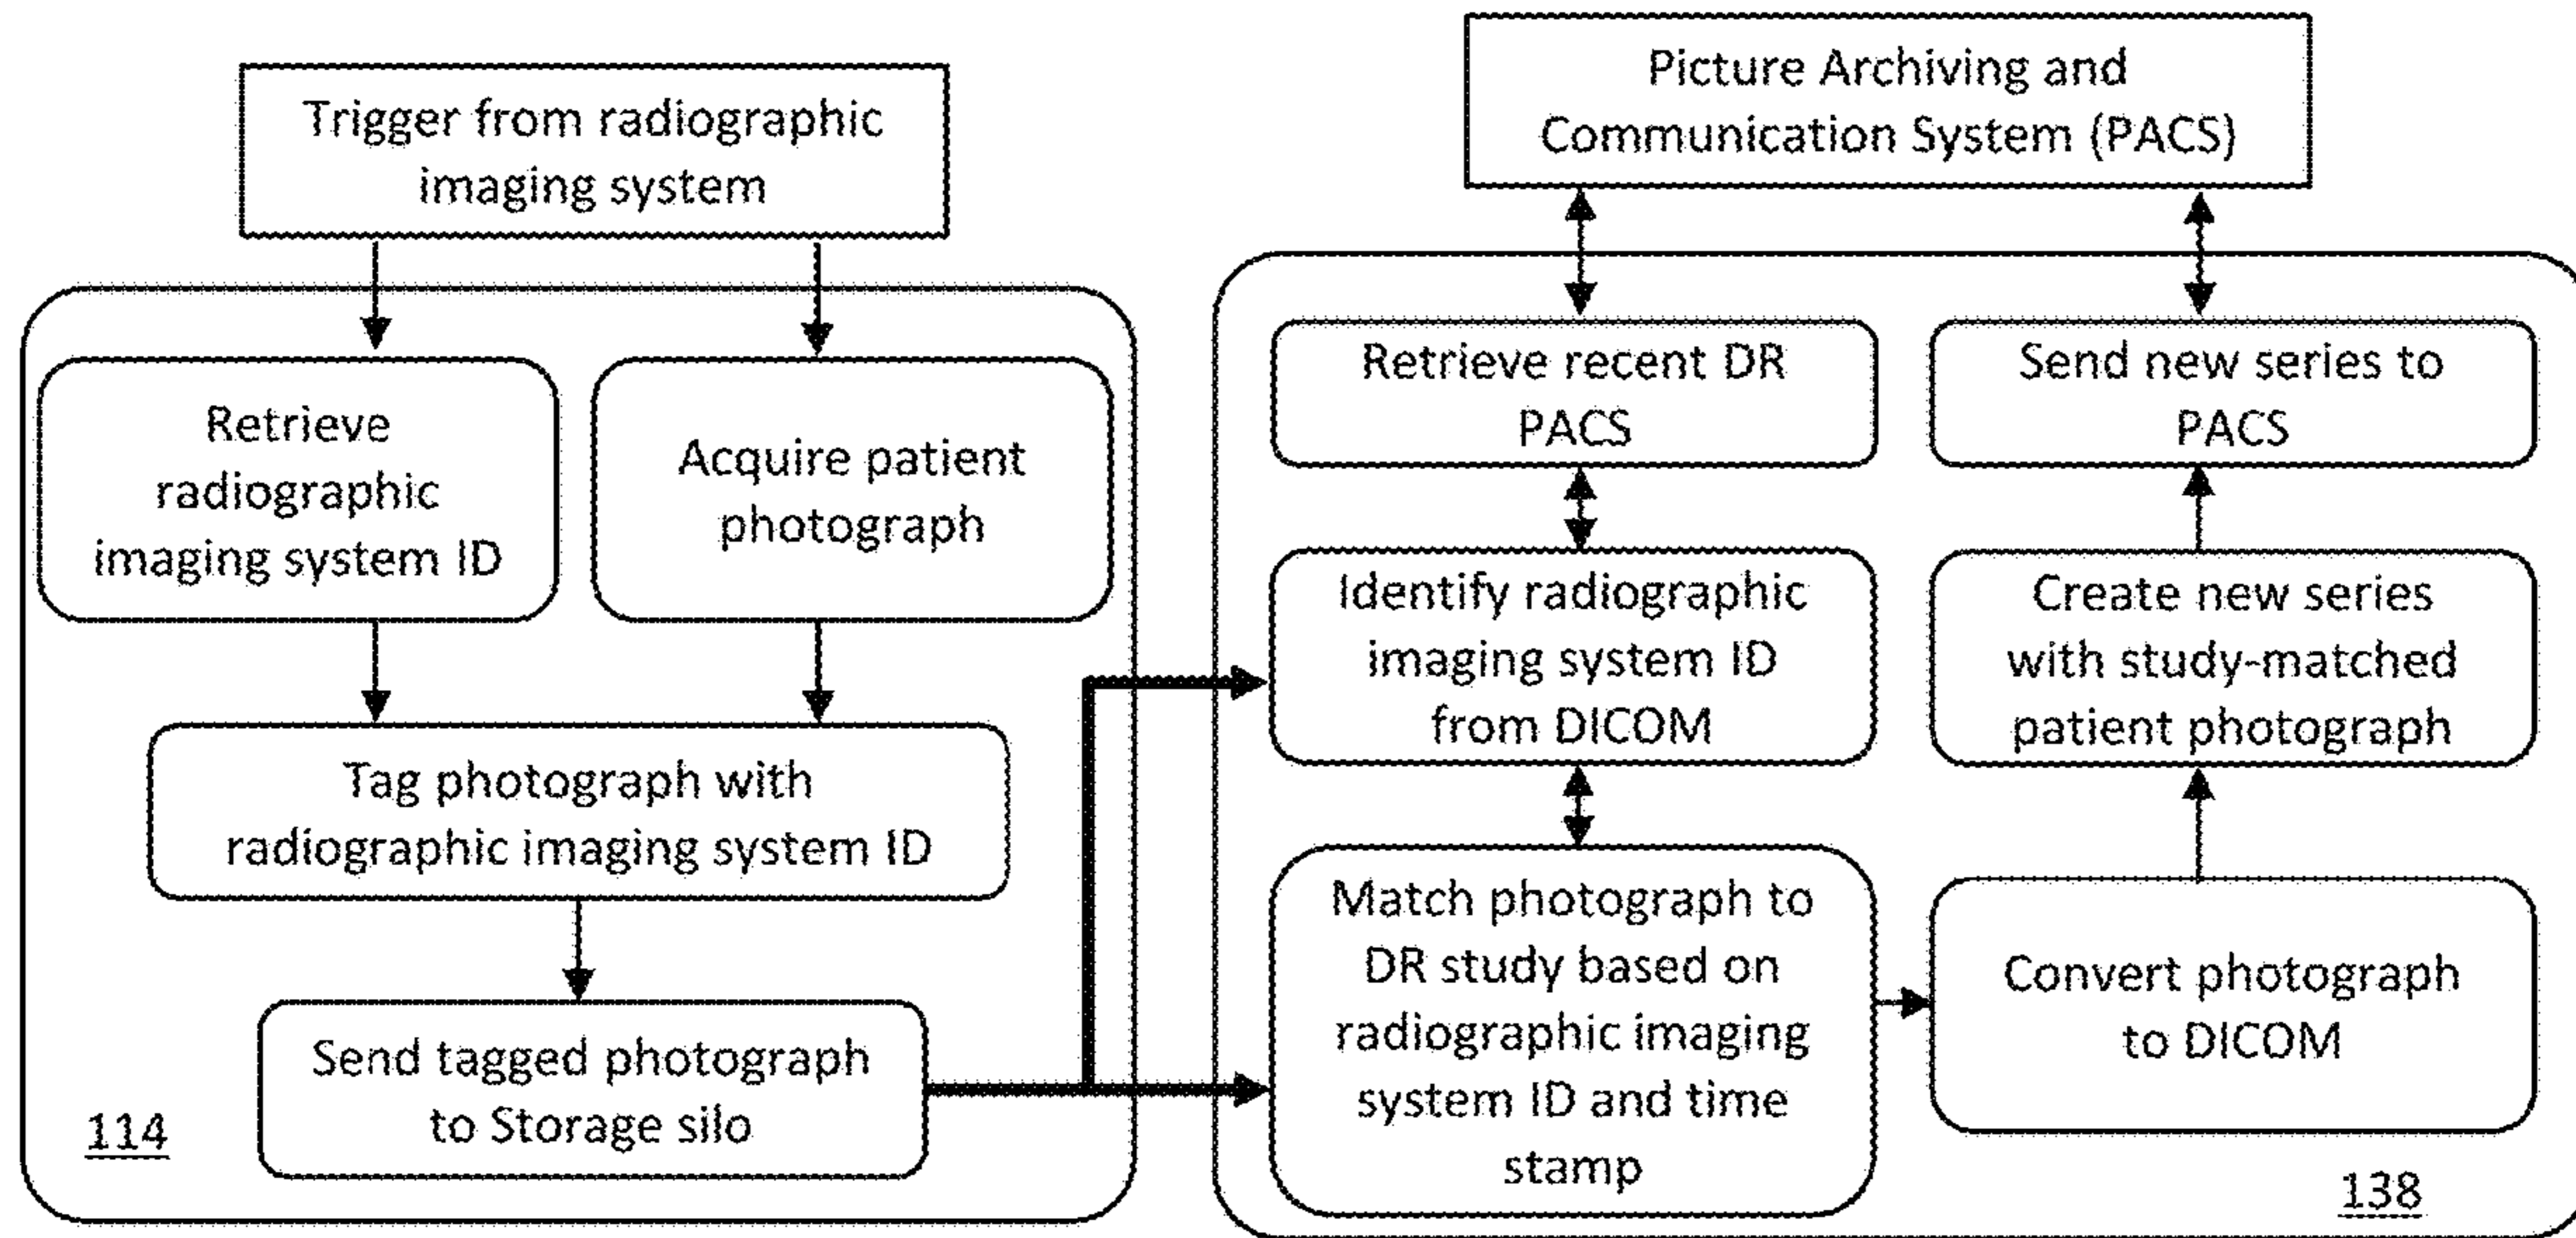 Trigger from radiographic
imaging system
Retrieve
radiographic
imaging system ID
Acquire patient
photograph
Tag photograph with
radiographic imaging system ID
Send tagged photograph
to Storage silo
114
Picture Archiving and
Communication System (PACS)
Retrieve recent DR
PACS
Identify radiographic
imaging system ID
from DICOM
Match photograph to
DR study based on
radiographic imaging
system ID and time
stamp
Convert photograph
to DICOM
Create new series
with study-matched
patient photograph
Send new series to
PACS
138